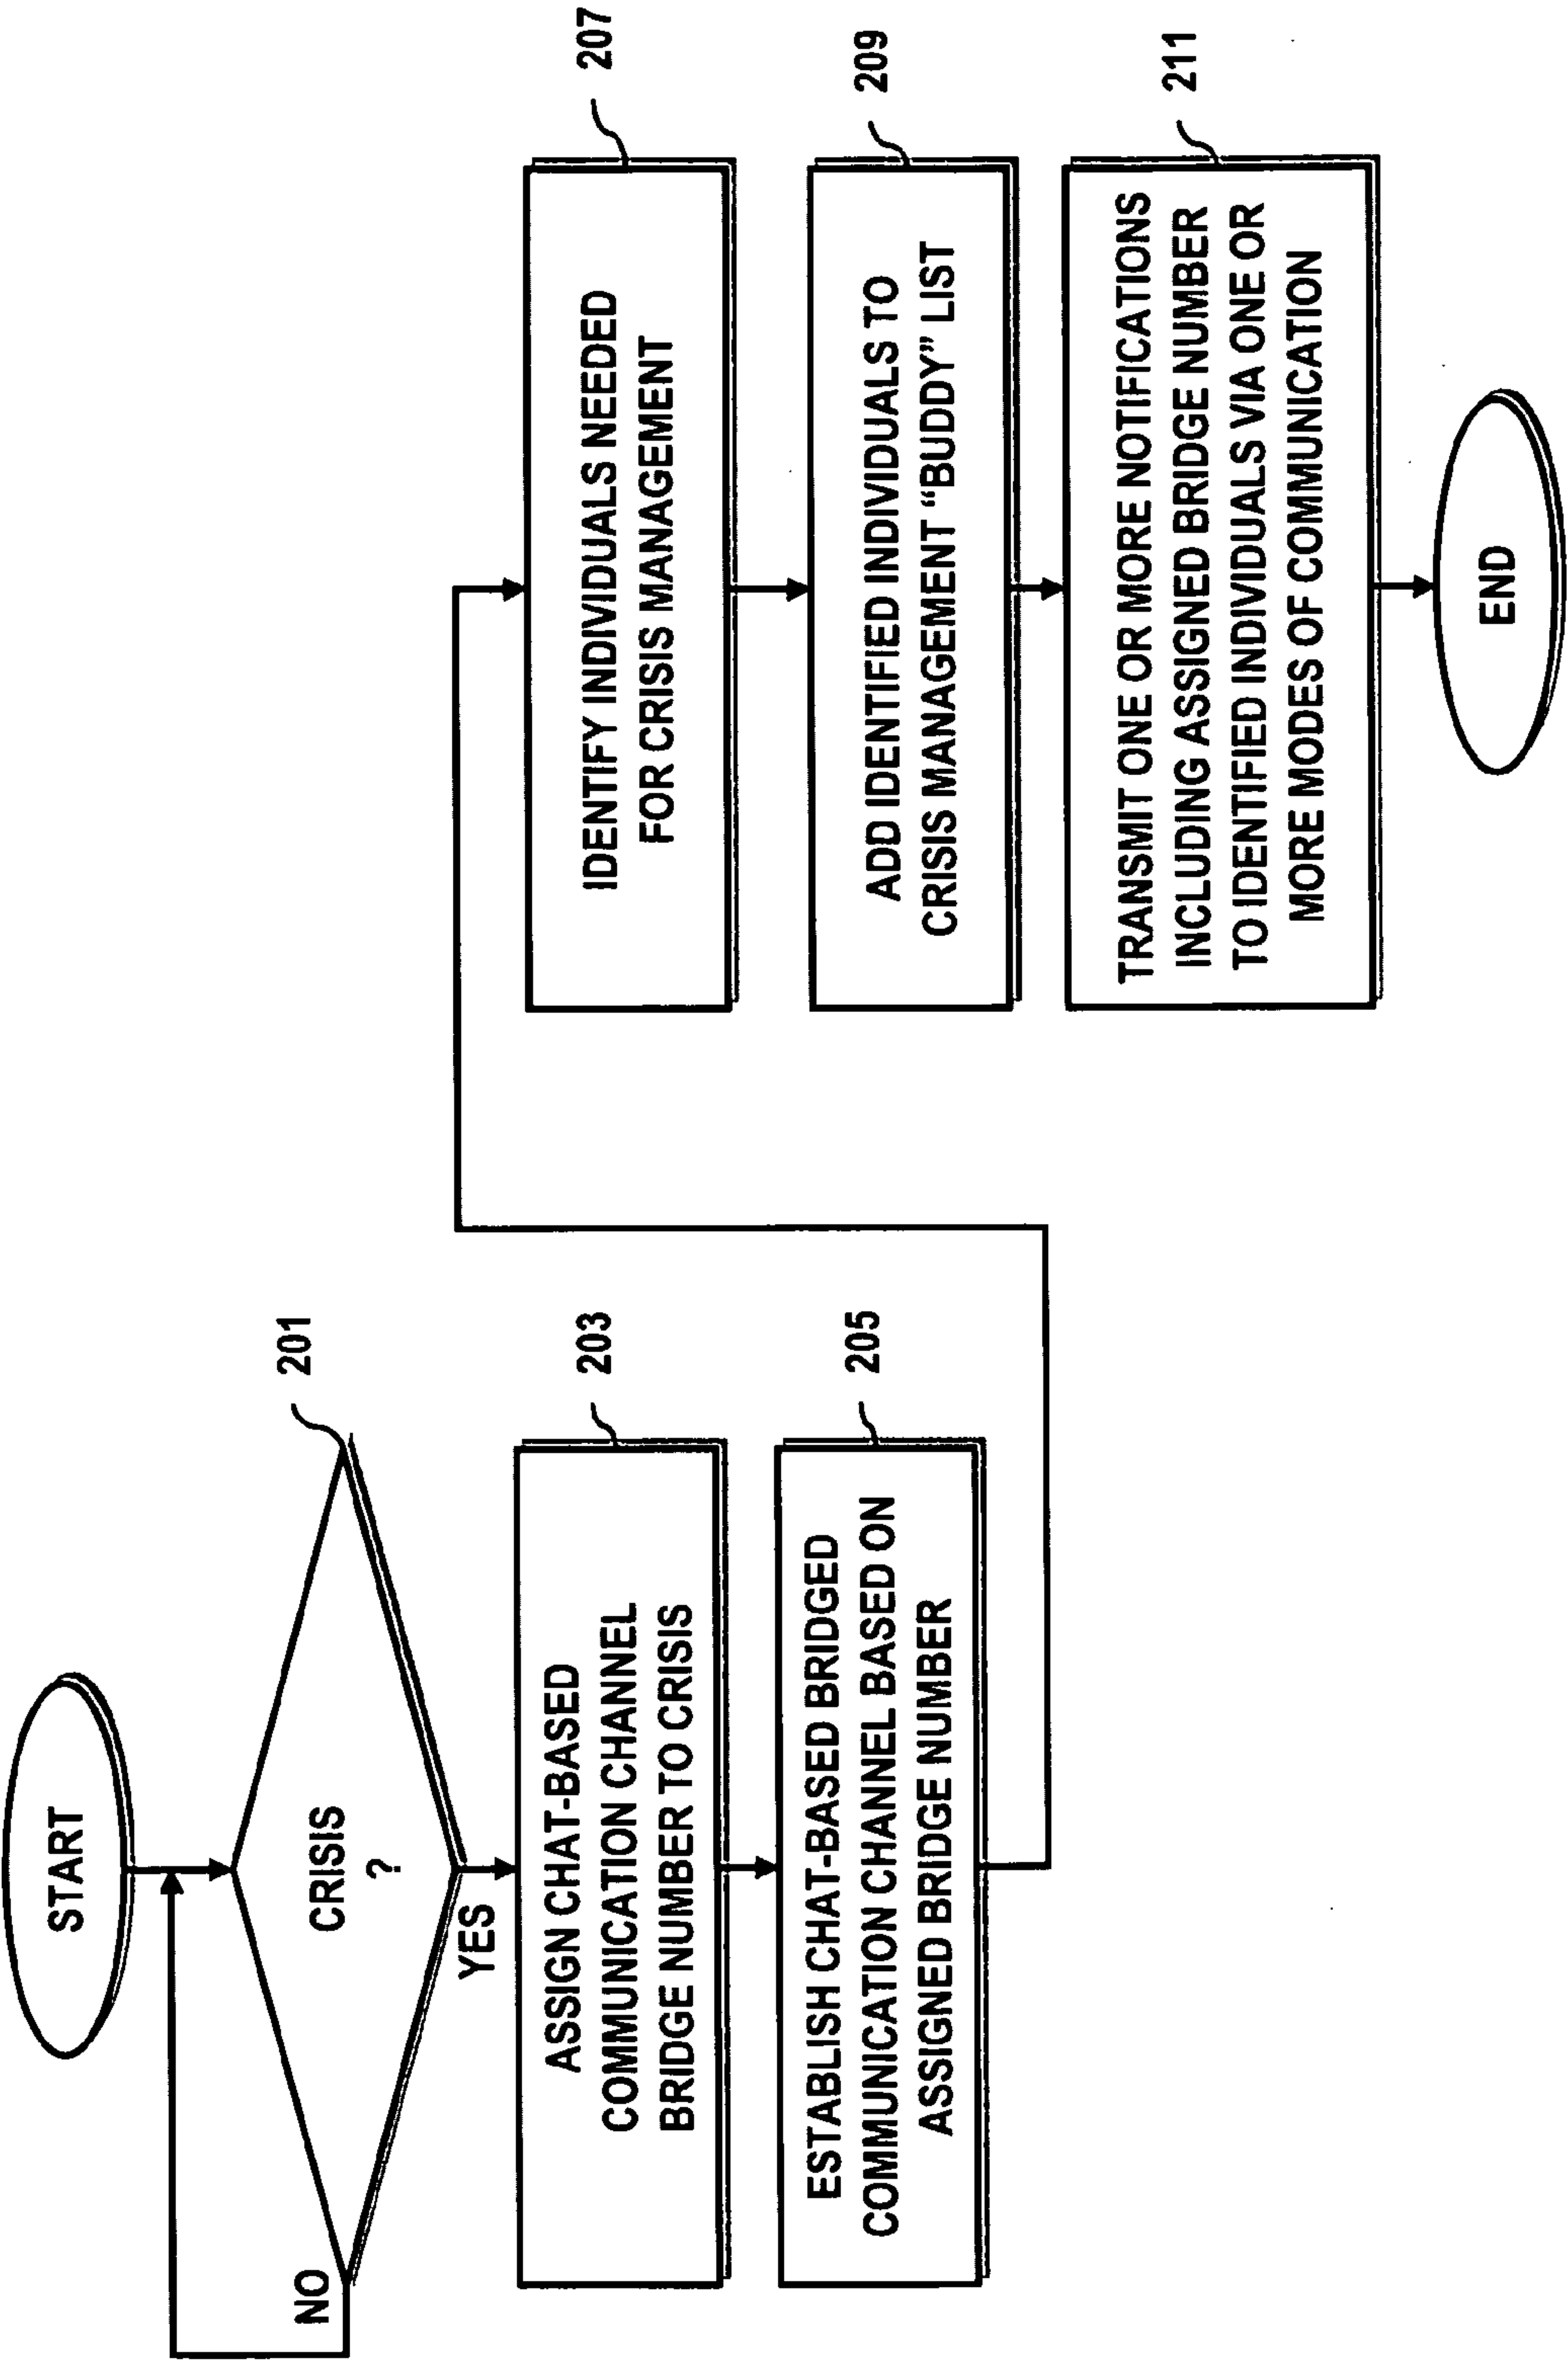 START
CRISIS
?
201
NO
YES
ASSIGN CHAT-BASED
COMMUNICATION CHANNEL
BRIDGE NUMBER TO CRISIS
203
ESTABLISH CHAT-BASED BRIDGED
COMMUNICATION CHANNEL BASED ON
ASSIGNED BRIDGE NUMBER
205
IDENTIFY INDIVIDUALS NEEDED
FOR CRISIS MANAGEMENT
207
ADD IDENTIFIED INDIVIDUALS TO
CRISIS MANAGEMENT “BUDDY” LIST
209
TRANSMIT ONE OR MORE NOTIFICATIONS
INCLUDING ASSIGNED BRIDGE NUMBER
TO IDENTIFIED INDIVIDUALS VIA ONE OR
MORE MODES OF COMMUNICATION
211
END